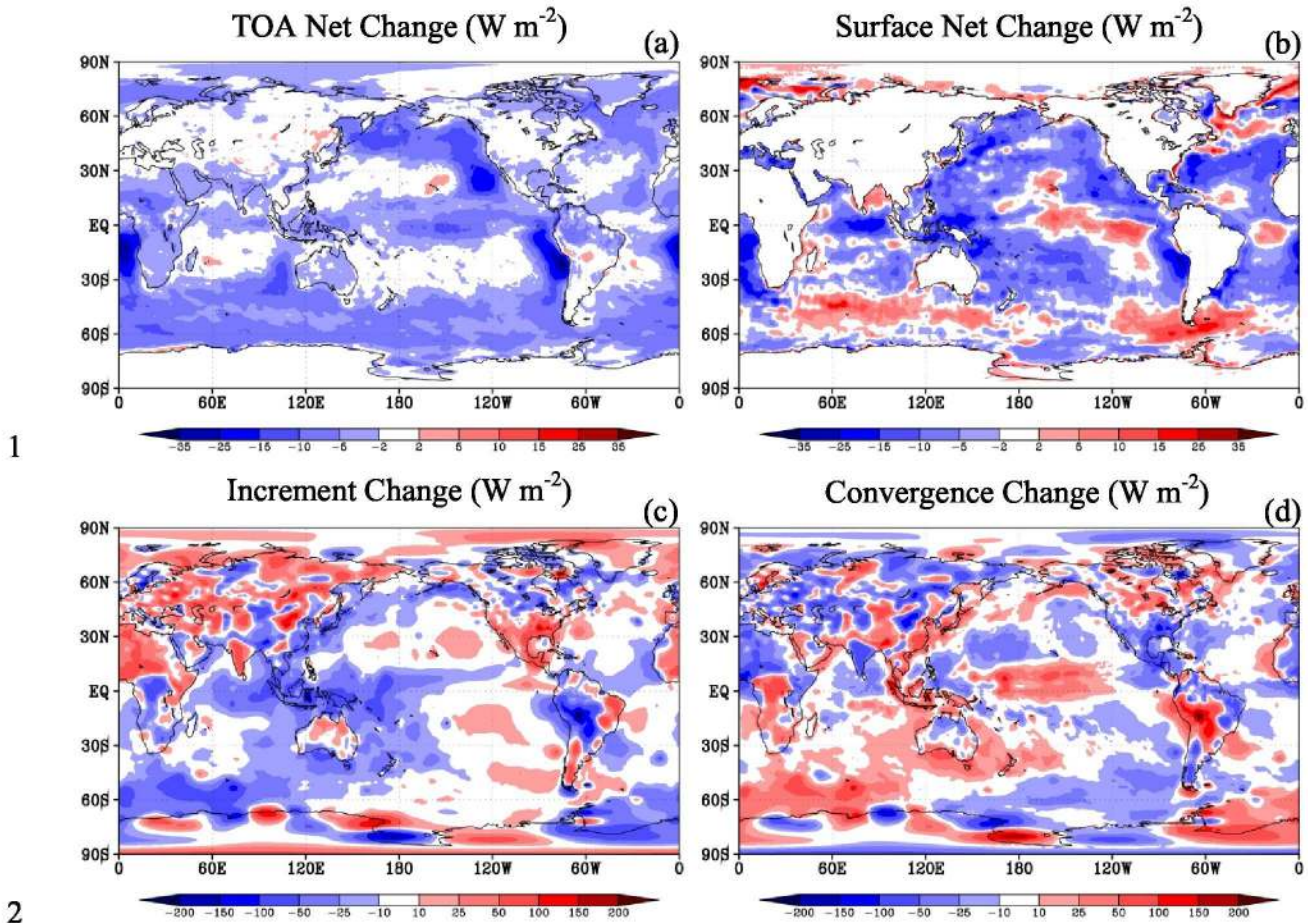 TOA Net Change (W m-2) (a)
Surface Net Change (W m-2) (b)
90N
60N
30N
EQ
30S
60S
90S
0 60E 120E 180 120W 60W 0
-35 -25 -15 -10 -5 -2 2 5 10 15 25 35
90N
60N
30N
EQ
30S
60S
90S
0 60E 120E 180 120W 60W 0
-35 -25 -15 -10 -5 -2 2 5 10 15 25 35
1
Increment Change (W m-2) (c)
Convergence Change (W m-2) (d)
90N
60N
30N
EQ
30S
60S
90S
0 60E 120E 180 120W 60W 0
-200 -150 -100 -50 -25 -10 10 25 50 100 150 200
90N
60N
30N
EQ
30S
60S
90S
0 60E 120E 180 120W 60W 0
-200 -150 -100 -50 -25 -10 10 50 100 150
2